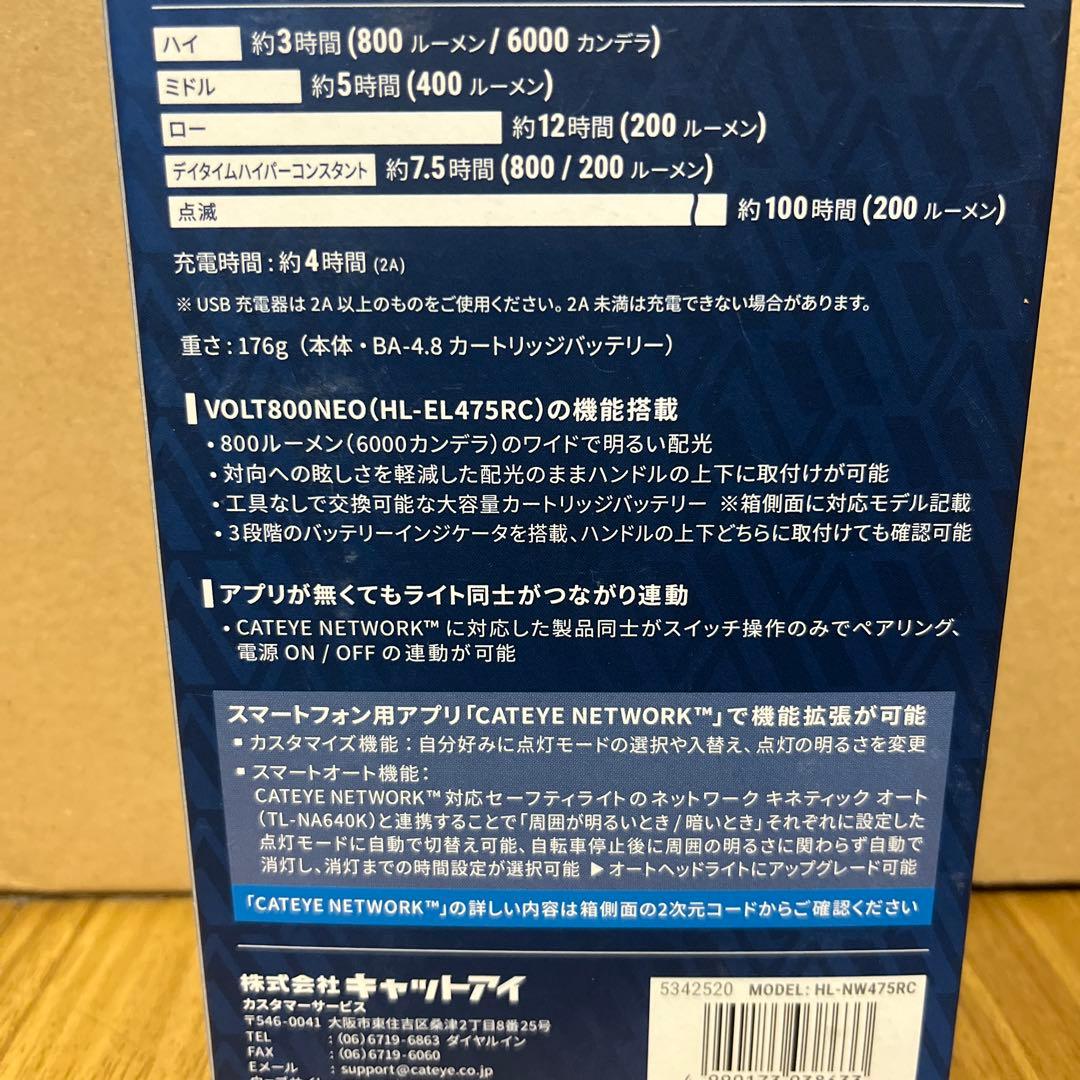 ハイ 約3時間 (800 ルーメン / 6000 カンデラ)
ミドル 約5時間 (400 ルーメン)
ロー 約12時間 (200 ルーメン)
デイタイムハイパーコンスタント 約7.5時間 (800 / 200 ルーメン)
点滅 約100時間 (200 ルーメン)
充電時間 : 約4時間 (2A)
※ USB 充電器は 2A 以上のものをご使用ください。2A 未満は充電できない場合があります。
重さ : 176g（本体・BA-4.8 カートリッジバッテリー）
VOLT800NEO（HL-EL475RC）の機能搭載
• 800ルーメン（6000カンデラ）のワイドで明るい配光
• 対向への眩しさを軽減した配光のままハンドルの上下に取付けが可能
• 工具なしで交換可能な大容量カートリッジバッテリー ※箱側面に対応モデル記載
• 3段階のバッテリーインジケータを搭載、ハンドルの上下どちらに取付けても確認可能
アプリが無くてもライト同士がつながり連動
• CATEYE NETWORK™ に対応した製品同士がスイッチ操作のみでペアリング、
電源 ON / OFF の連動が可能
スマートフォン用アプリ「CATEYE NETWORK™」で機能拡張が可能
▪ カスタマイズ機能 : 自分好みに点灯モードの選択や入替え、点灯の明るさを変更
▪ スマートオート機能 :
CATEYE NETWORK™ 対応セーフティライトのネットワーク キネティック オート
（TL-NA640K）と連携することで「周囲が明るいとき / 暗いとき」それぞれに設定した
点灯モードに自動で切替え可能、自転車停止後に周囲の明るさに関わらず自動で
消灯し、消灯までの時間設定が選択可能 ▶ オートヘッドライトにアップグレード可能
「CATEYE NETWORK™」の詳しい内容は箱側面の2次元コードからご確認ください
株式会社 キャットアイ
カスタマーサービス
〒546-0041 大阪市東住吉区桑津2丁目8番25号
TEL : (06)6719-6863 ダイヤルイン
FAX : (06)6719-6060
Eメール : support@cateye.co.jp
5342520 MODEL: HL-NW475RC